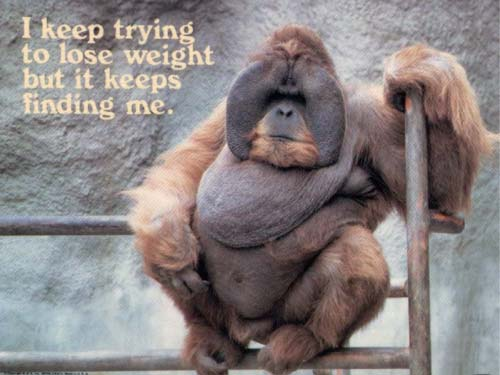 I keep trying
to lose weight
but it keeps
finding me.